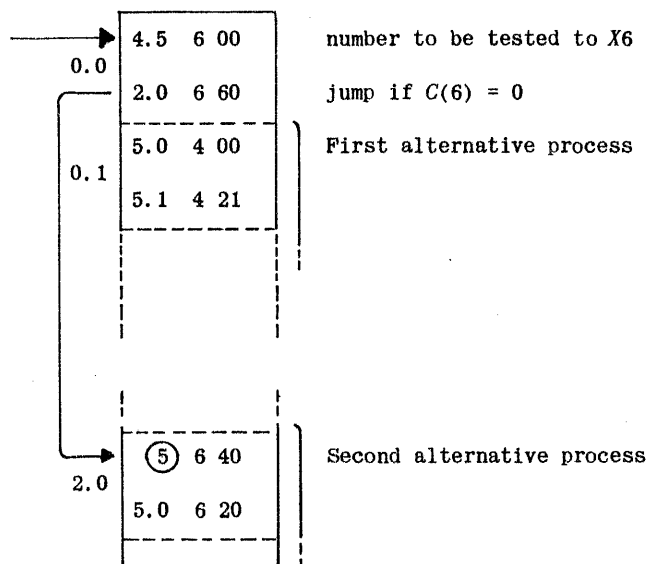 4.5 6 00 number to be tested to X6
0.0
2.0 6 60 jump if C(6) = 0
5.0 4 00 First alternative process
0.1
5.1 4 21
5 6 40 Second alternative process
2.0
5.0 6 20